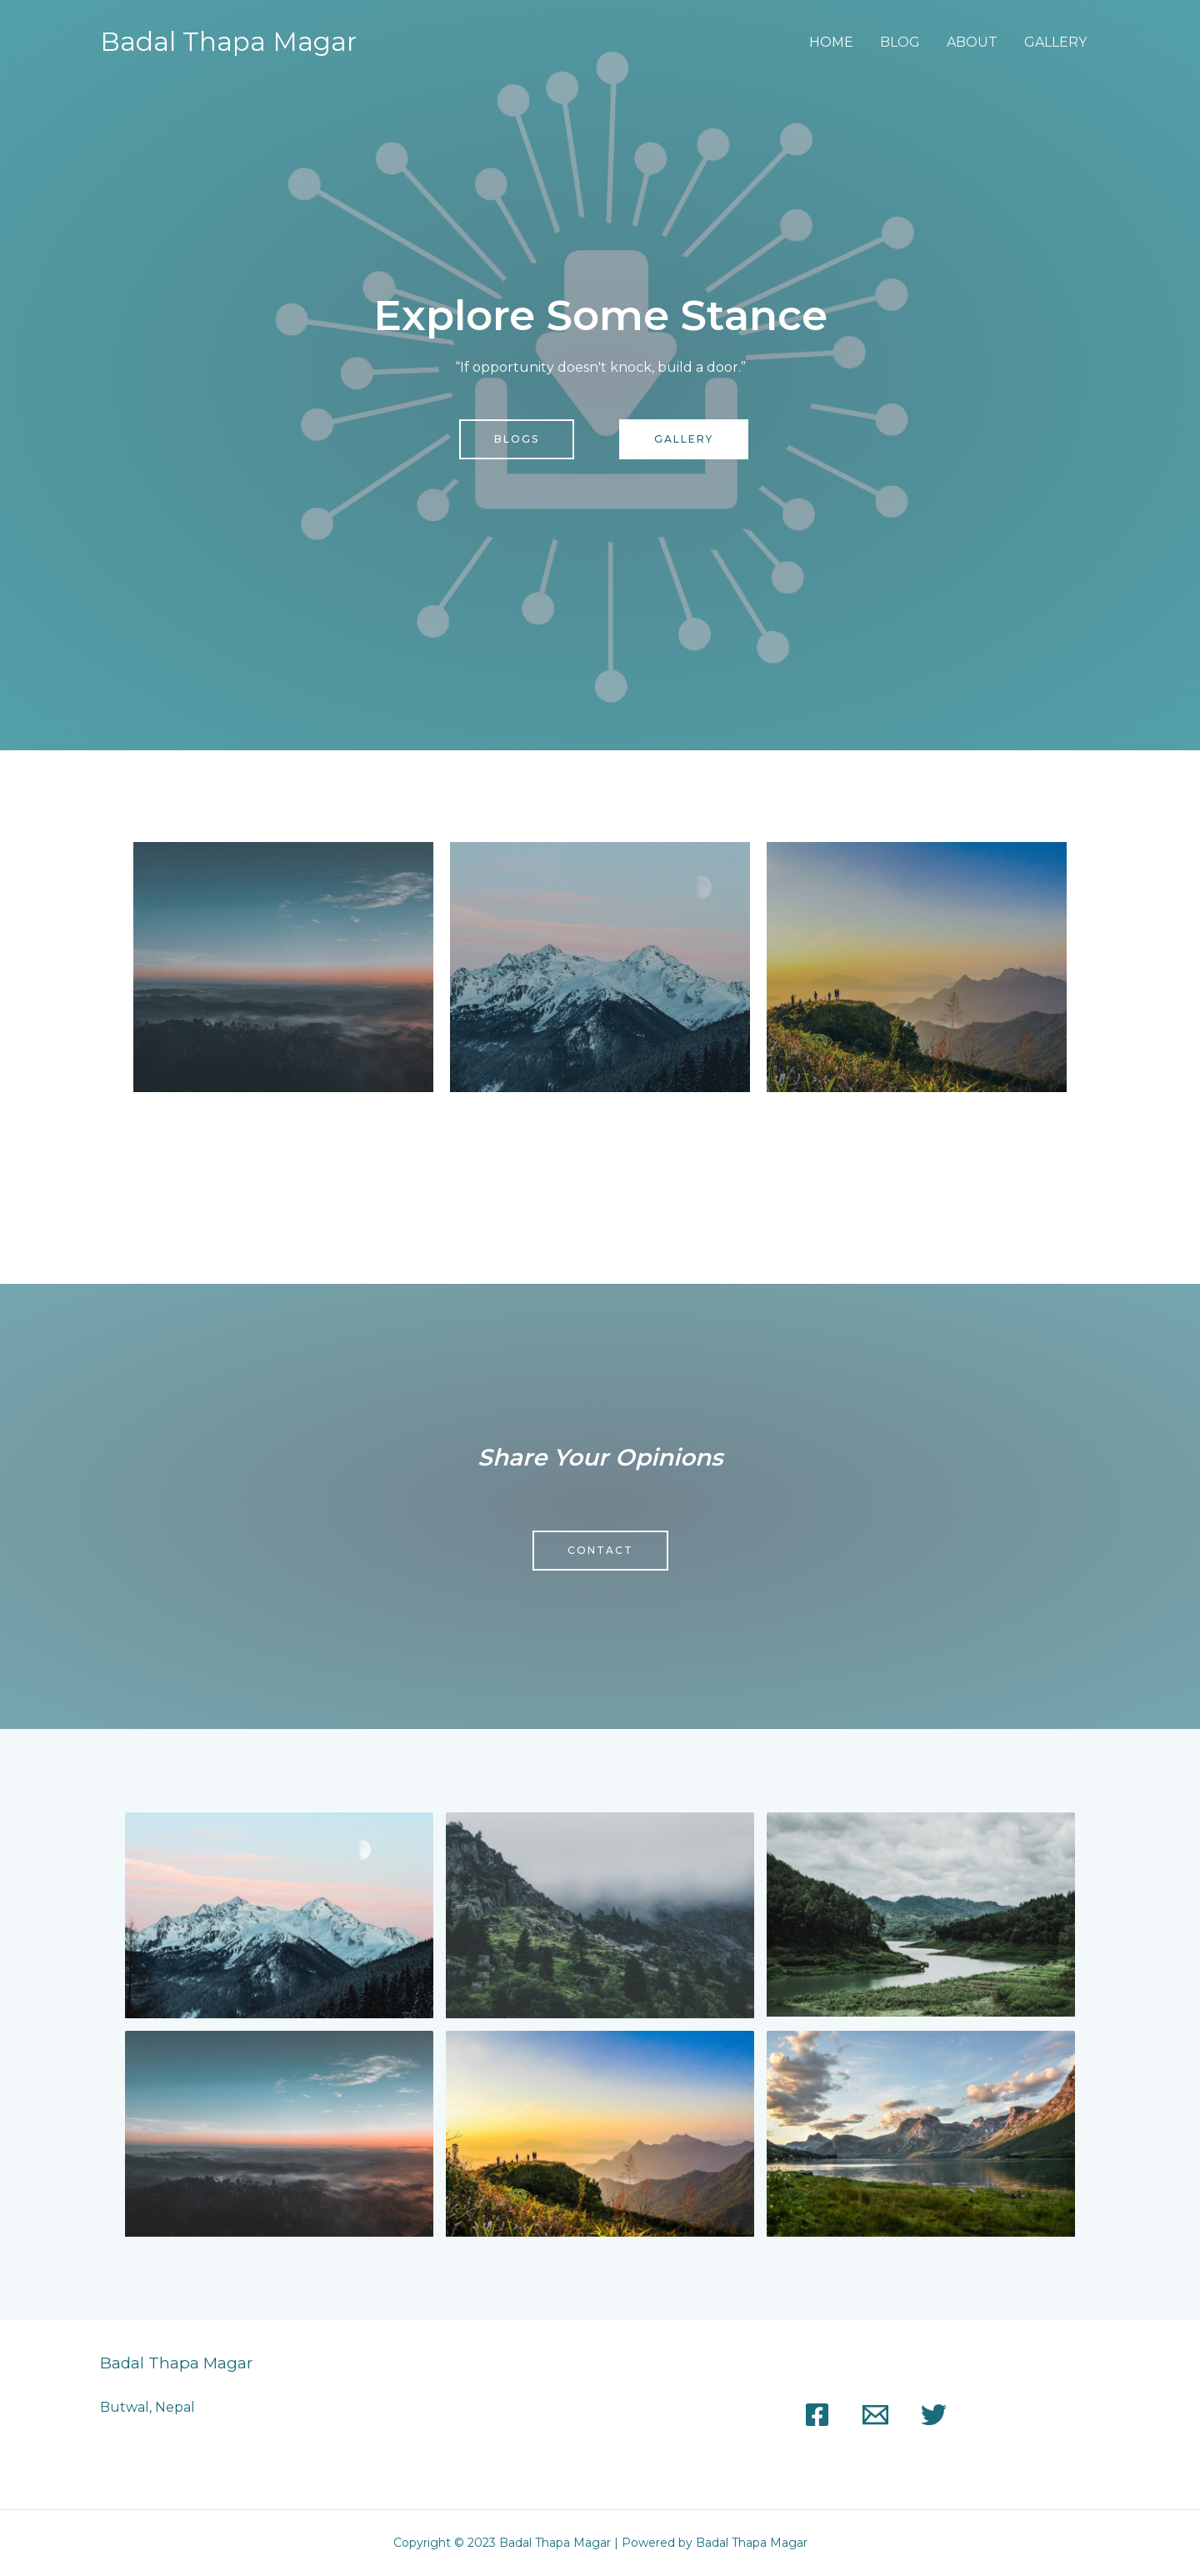 Badal Thapa Magar
HOME BLOG ABOUT GALLERY
Explore Some Stance
“If opportunity doesn't knock, build a door.”
BLOGS GALLERY
Share Your Opinions
CONTACT
Badal Thapa Magar
Butwal, Nepal
Copyright © 2023 Badal Thapa Magar | Powered by Badal Thapa Magar